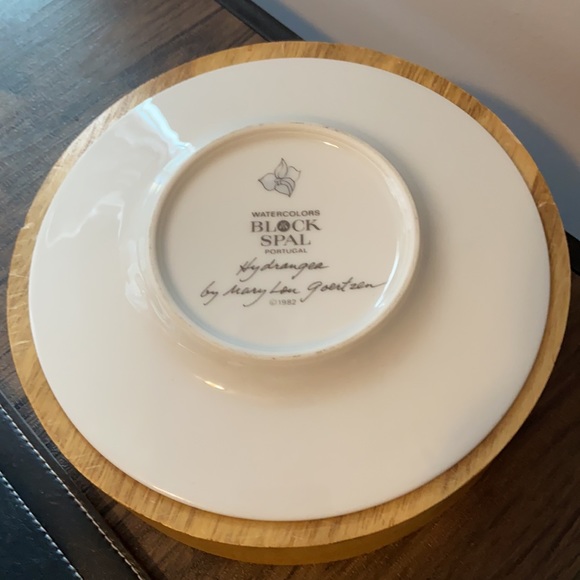 WATERCOLORS
BLOCK
SPAL
PORTUGAL
Hydrangea
by Mary Lou Goertzen
©1982